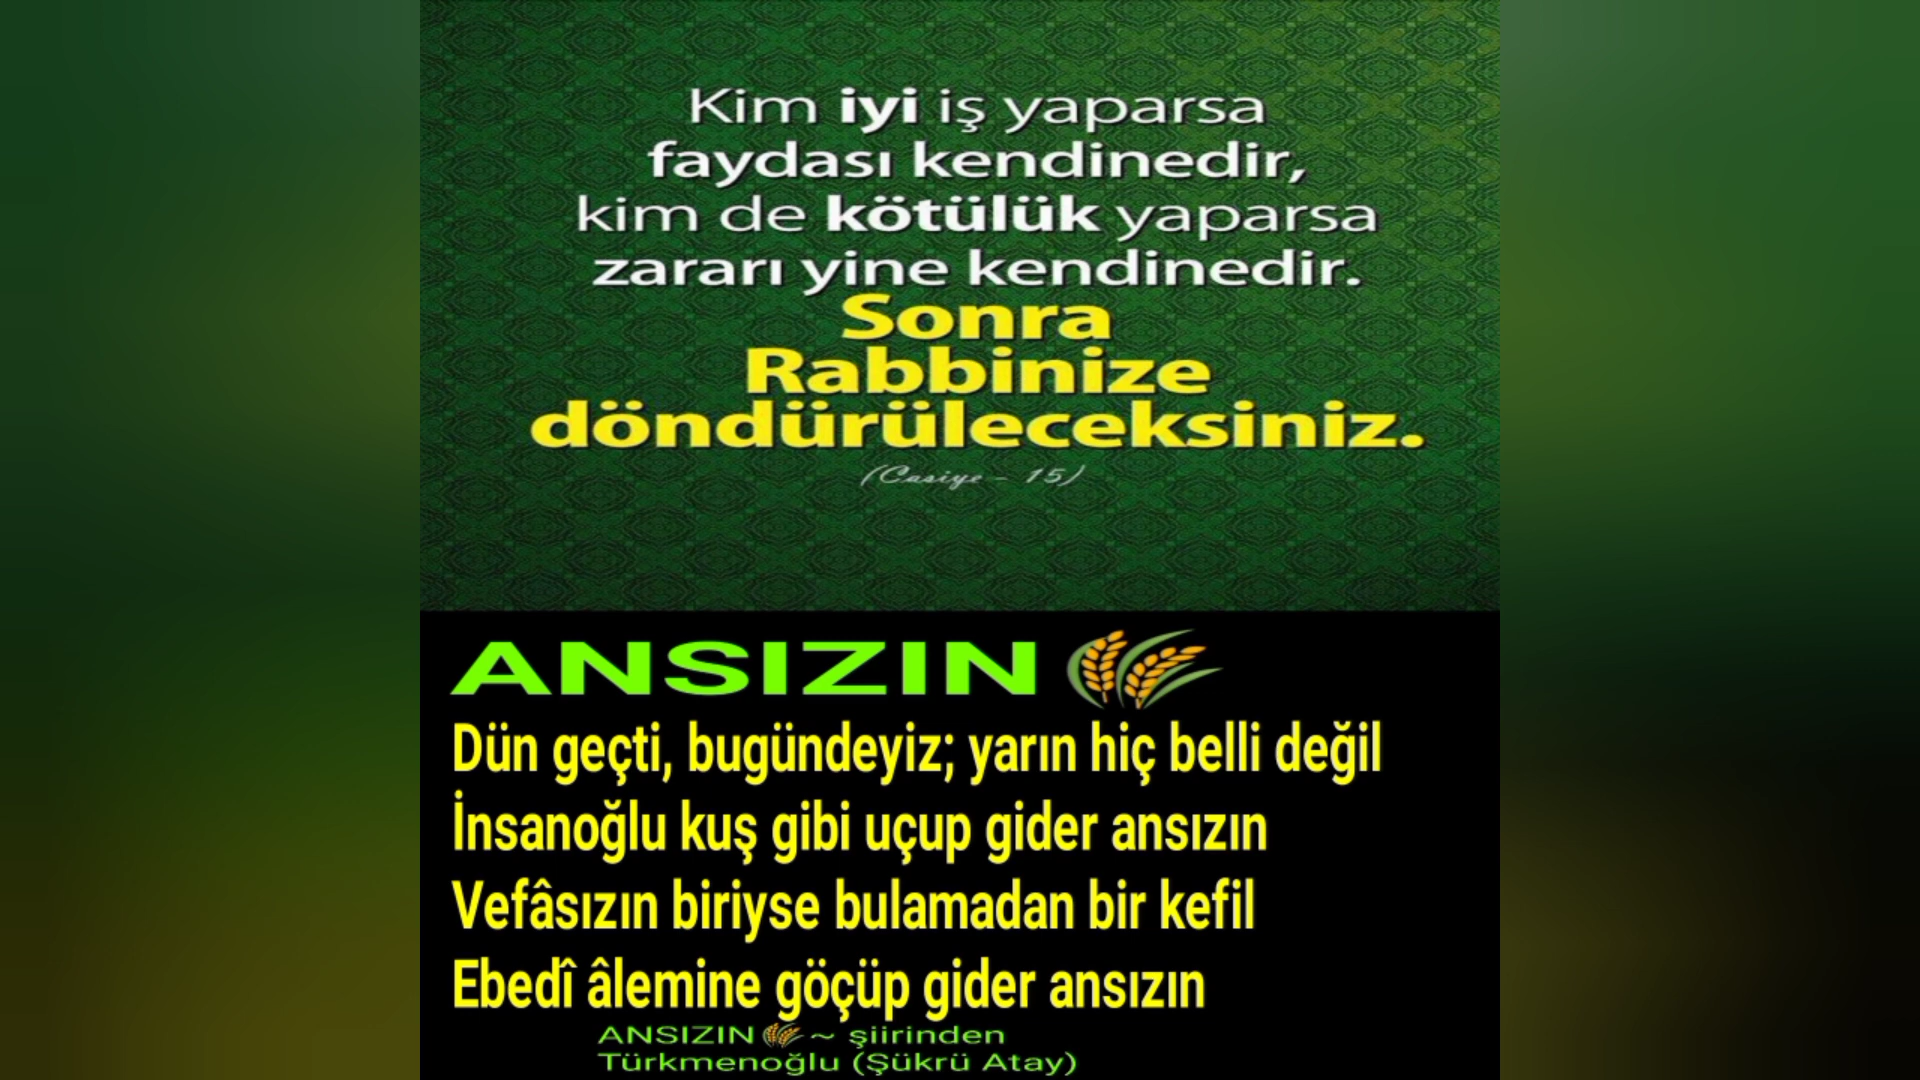 Kim iyi iş yaparsa
faydası kendinedir,
kim de kötülük yaparsa
zararı yine kendinedir.
Sonra
Rabbinize
döndürüleceksiniz.
(Casiye - 15)
ANSIZIN
Dün geçti, bugündeyiz; yarın hiç belli değil
İnsanoğlu kuş gibi uçup gider ansızın
Vefâsızın biriyse bulamadan bir kefil
Ebedî âlemine göçüp gider ansızın
ANSIZIN ~ şiirinden
Türkmenoğlu (Şükrü Atay)